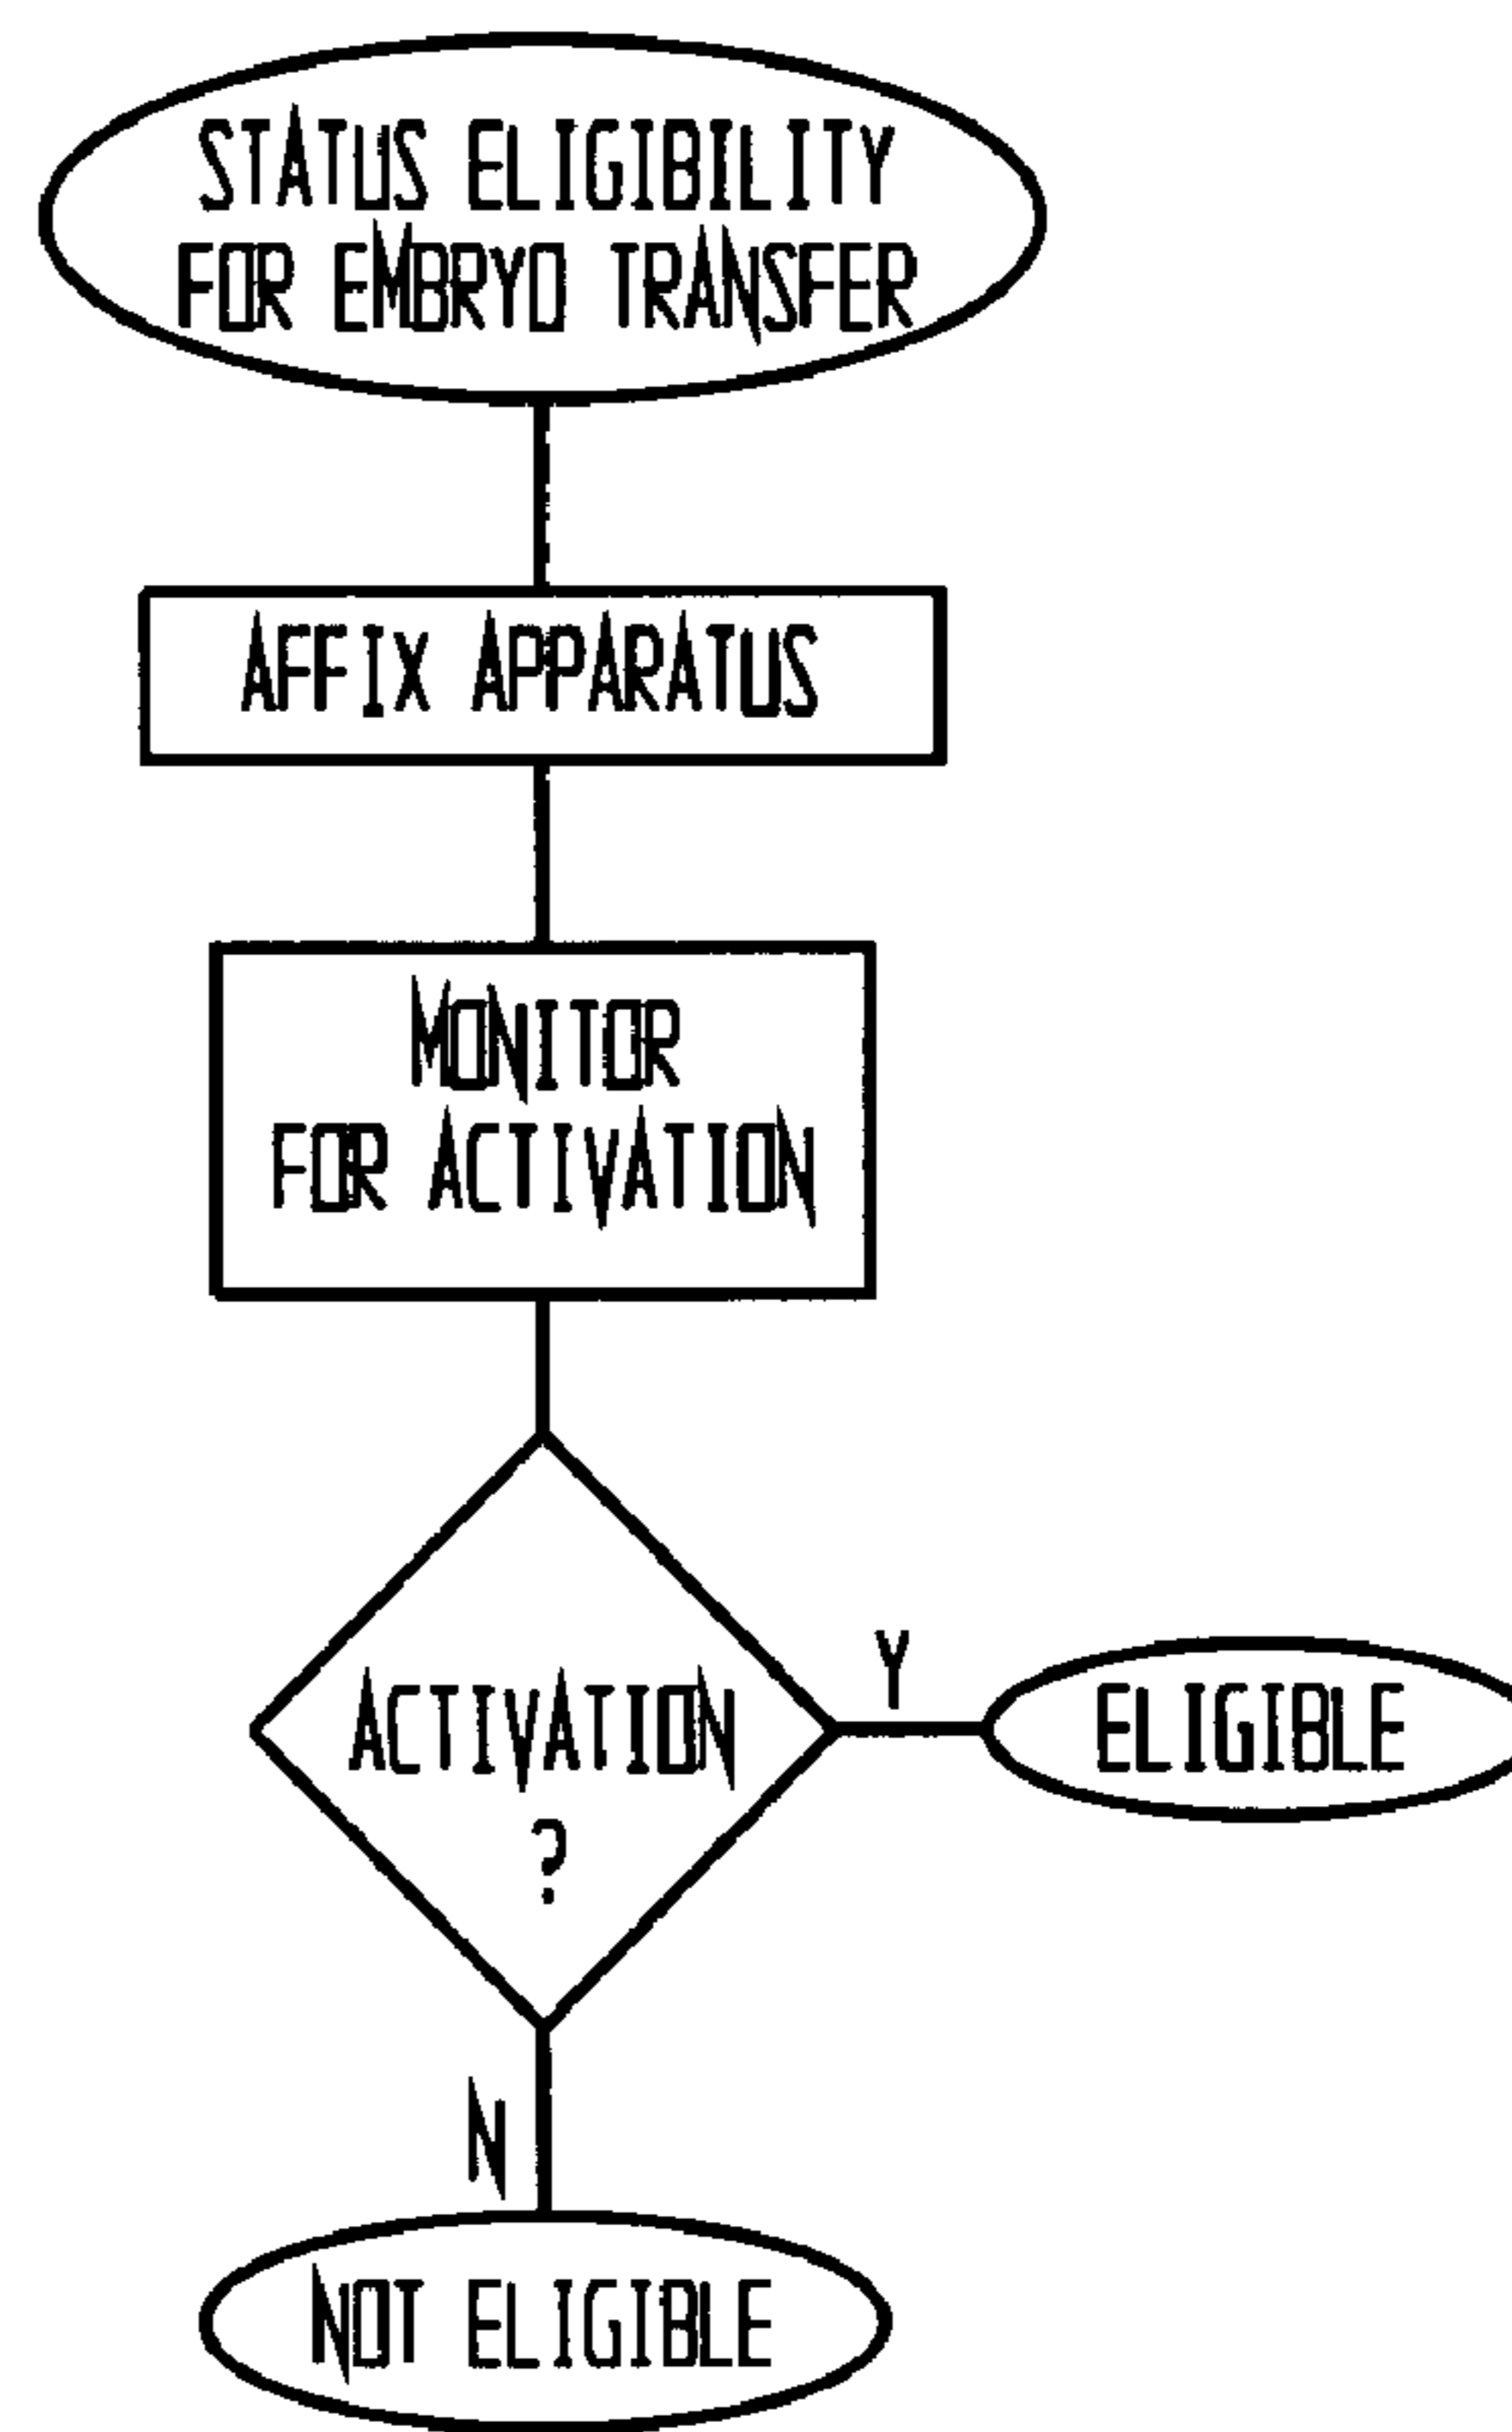 STATUS ELIGIBILITY
FOR EMBRYO TRANSFER
AFFIX APPARATUS
MONITOR
FOR ACTIVATION
ACTIVATION
?
Y
ELIGIBLE
N
NOT ELIGIBLE